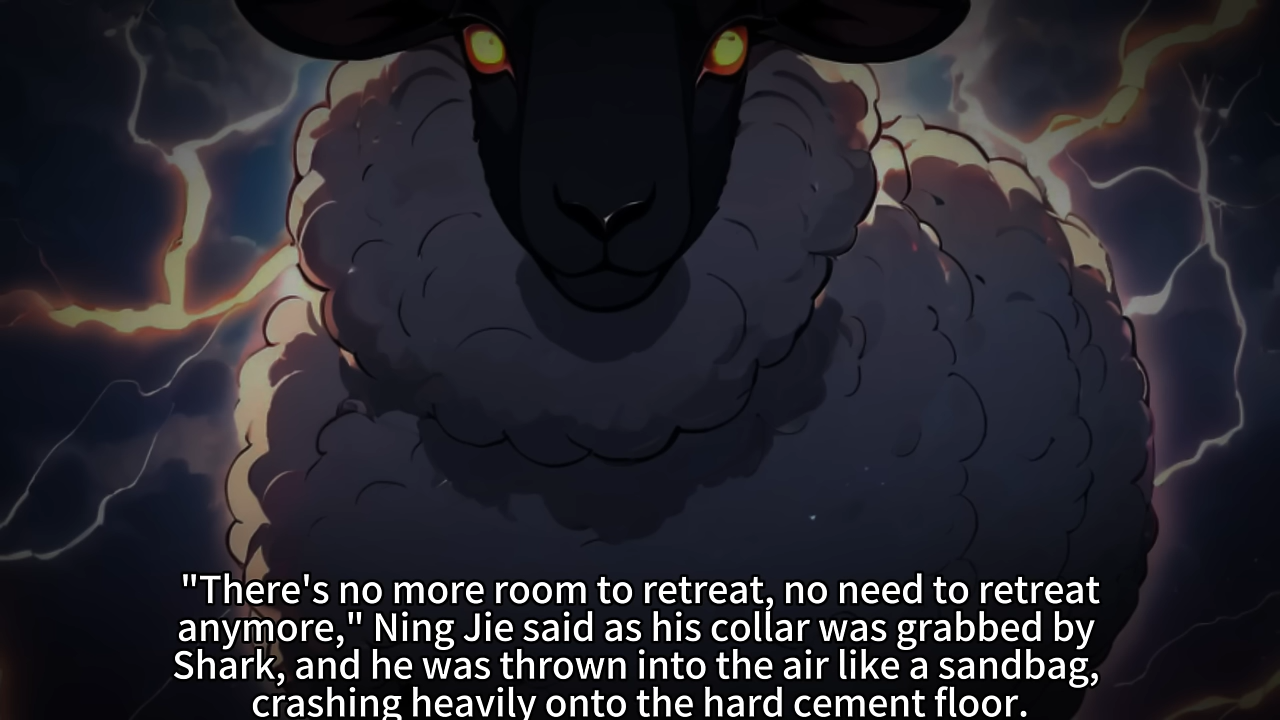 "There's no more room to retreat, no need to retreat
anymore," Ning Jie said as his collar was grabbed by
Shark, and he was thrown into the air like a sandbag,
crashing heavily onto the hard cement floor.